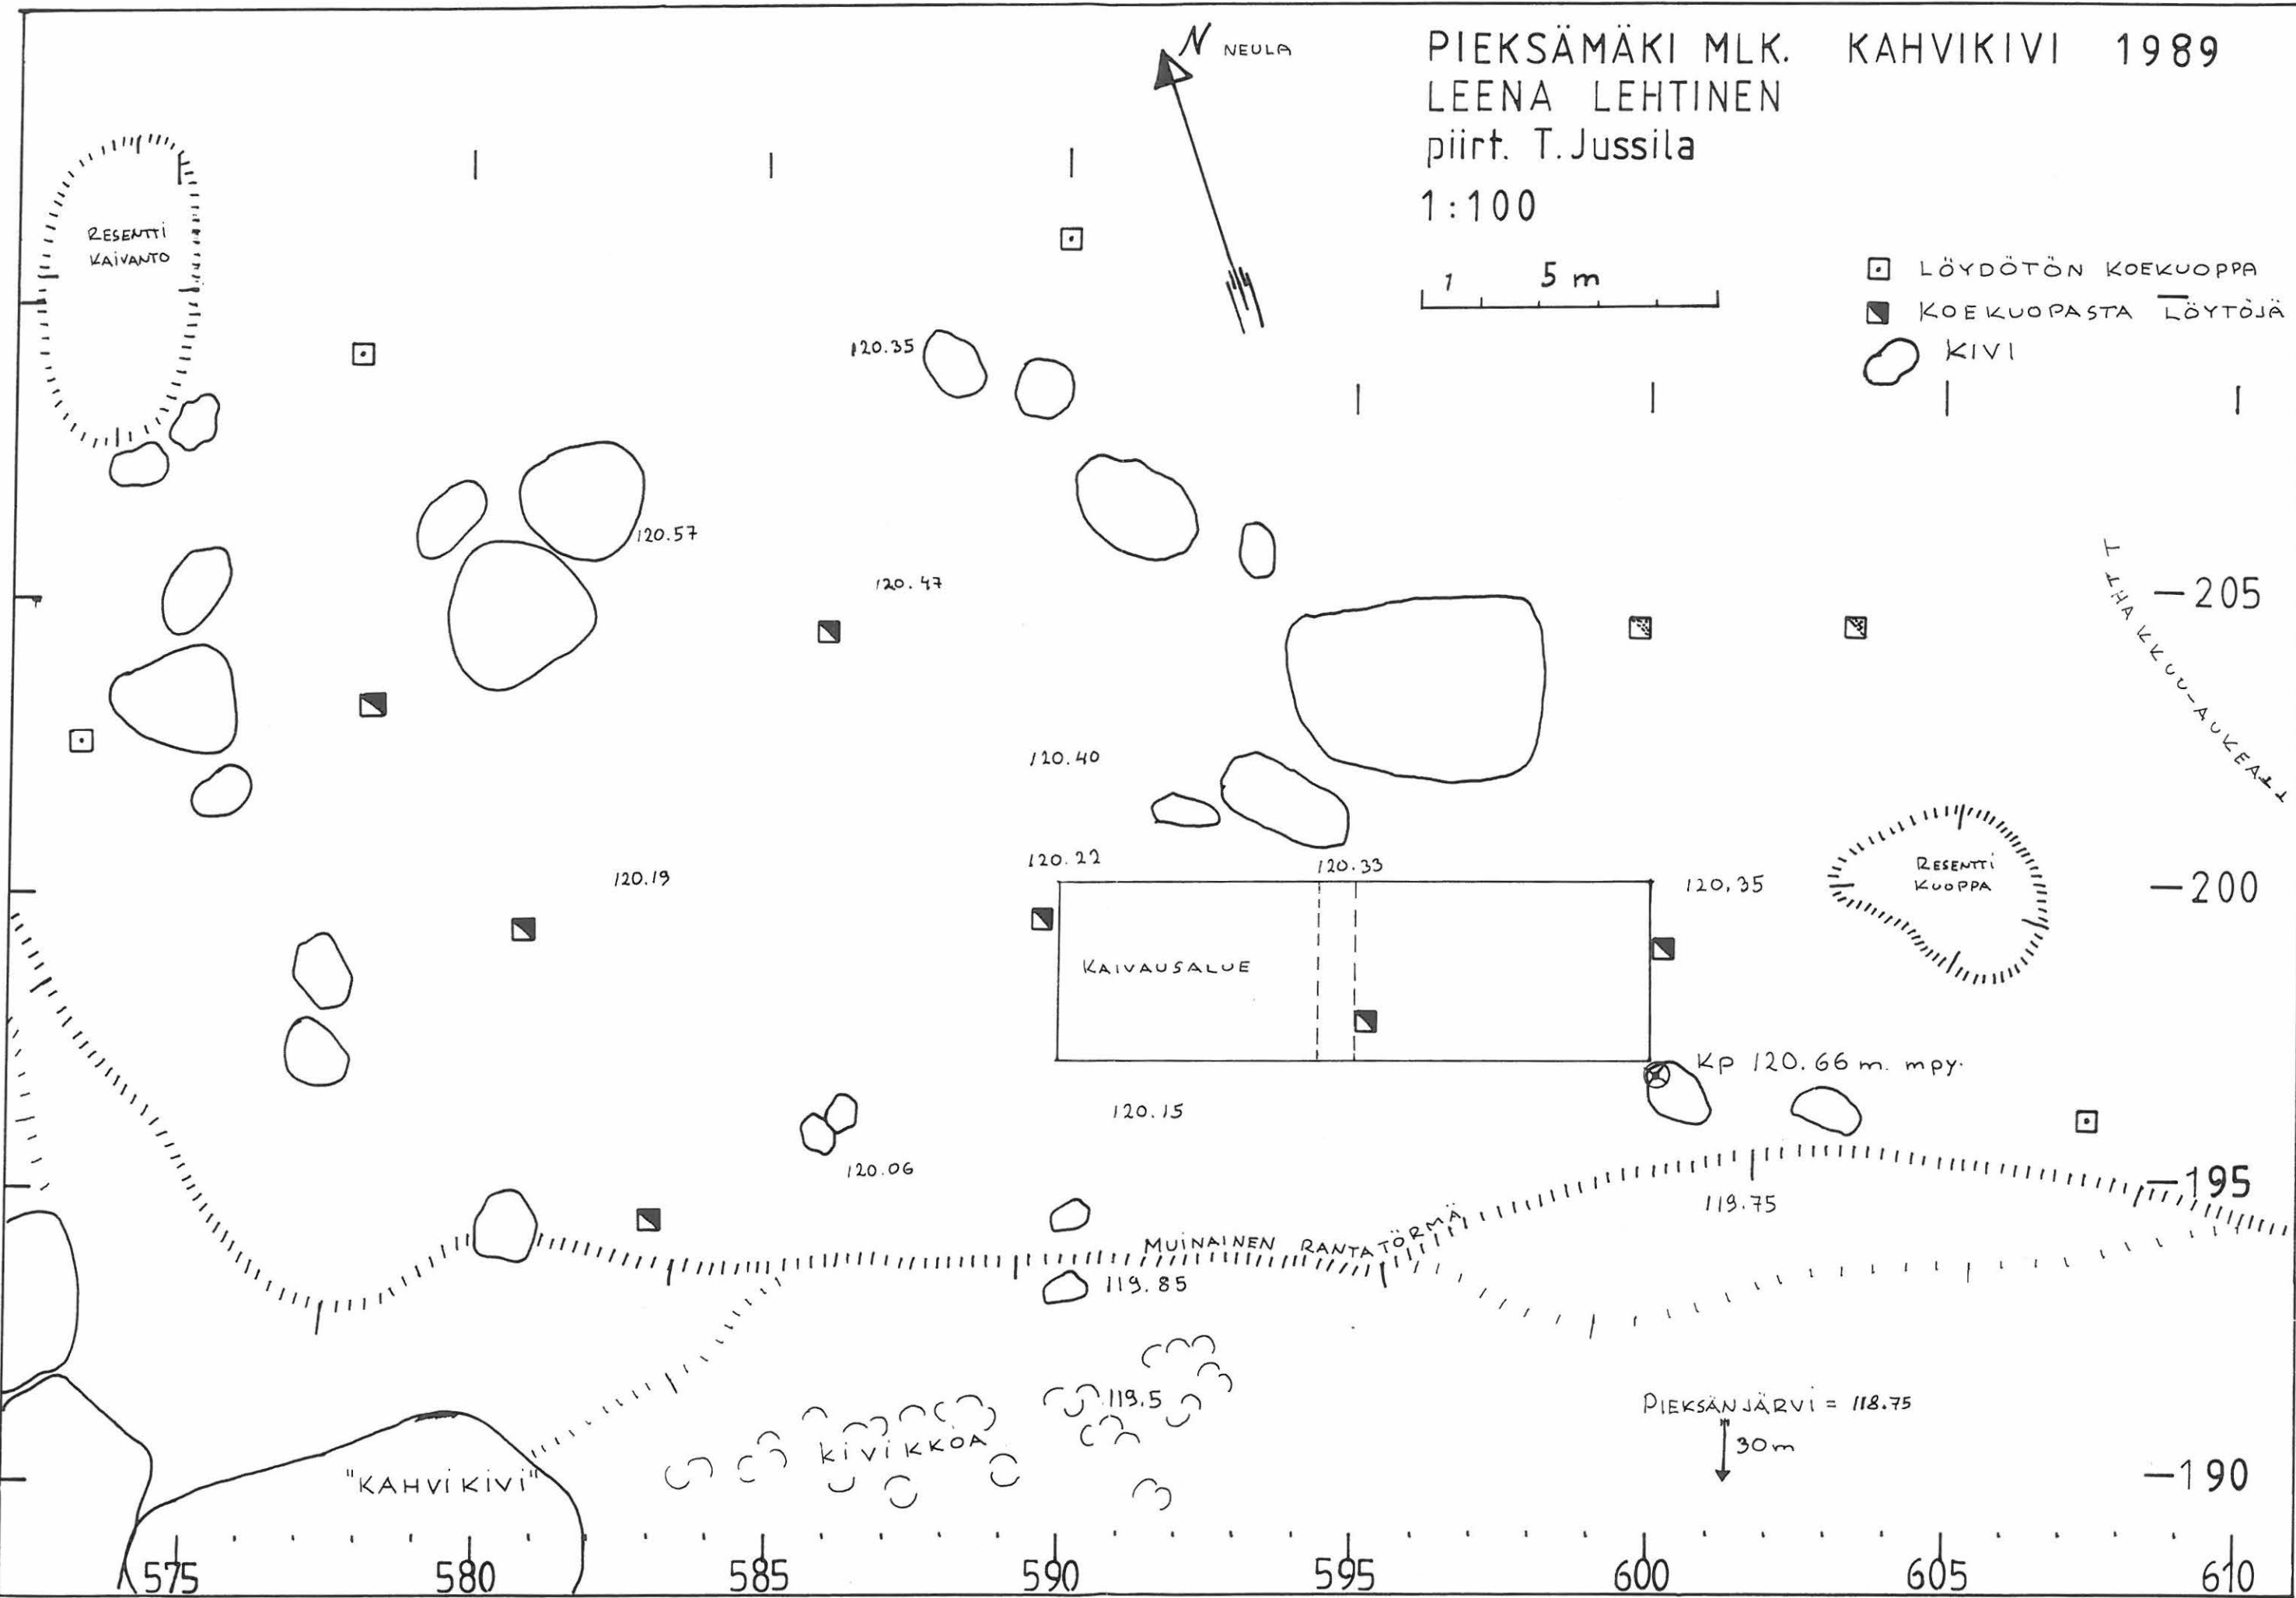 N NEULA
PIEKSÄMÄKI MLK. KAHVIKIVI 1989
LEENA LEHTINEN
piirt. T. Jussila
1:100
1 5 m
LÖYDÖTÖN KOEKUOPPA
KOEKUOPASTA LÖYTÖJÄ
KIVI
RESENTTI
KAIVANTO
120.35
120.57
120.47
205
HAKKUU-AUKEA
120.40
120.22
120.33
120.19
120,35
RESENTTI
KUOPPA
200
KAIVAUSALUE
Kp 120.66 m. mpy.
120.15
120.06
195
119.75
MUINAINEN RANTATÖRMÄ
119.85
119.5
KIVIKKOA
PIEKSÄNJÄRVI = 118.75
30m
190
"KAHVIKIVI"
575 580 585 590 595 600 605 610